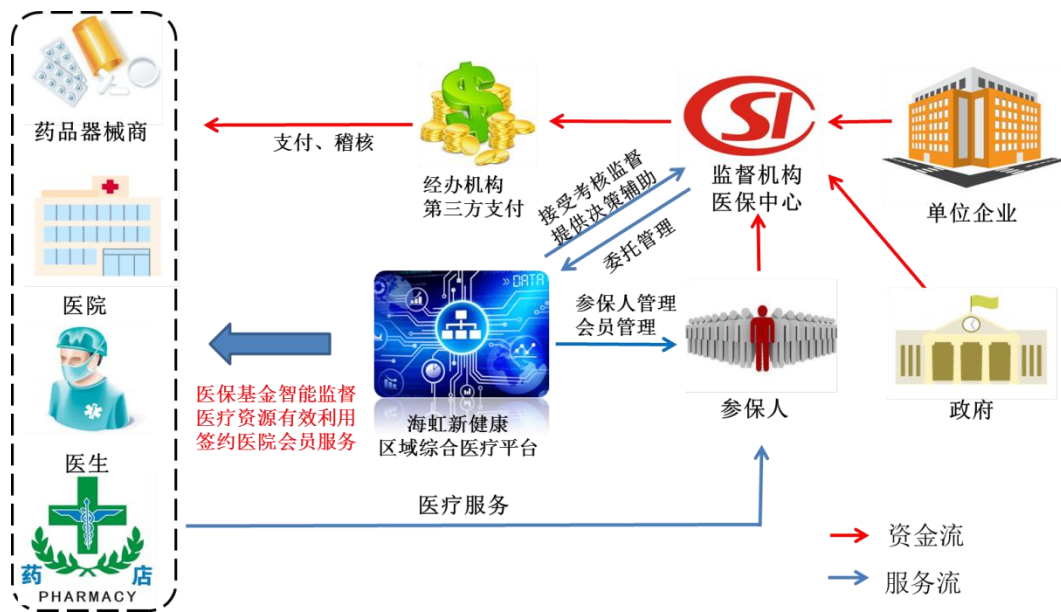 药品器械商
医院
医生
药 店
PHARMACY
支付、稽核
经办机构
第三方支付
SI
监督机构
医保中心
单位企业
接受考核监督
提供决策辅助
委托管理
» DATA
参保人管理
会员管理
医保基金智能监督
医疗资源有效利用
签约医院会员服务
海虹新健康
区域综合医疗平台
参保人
政府
医疗服务
资金流
服务流